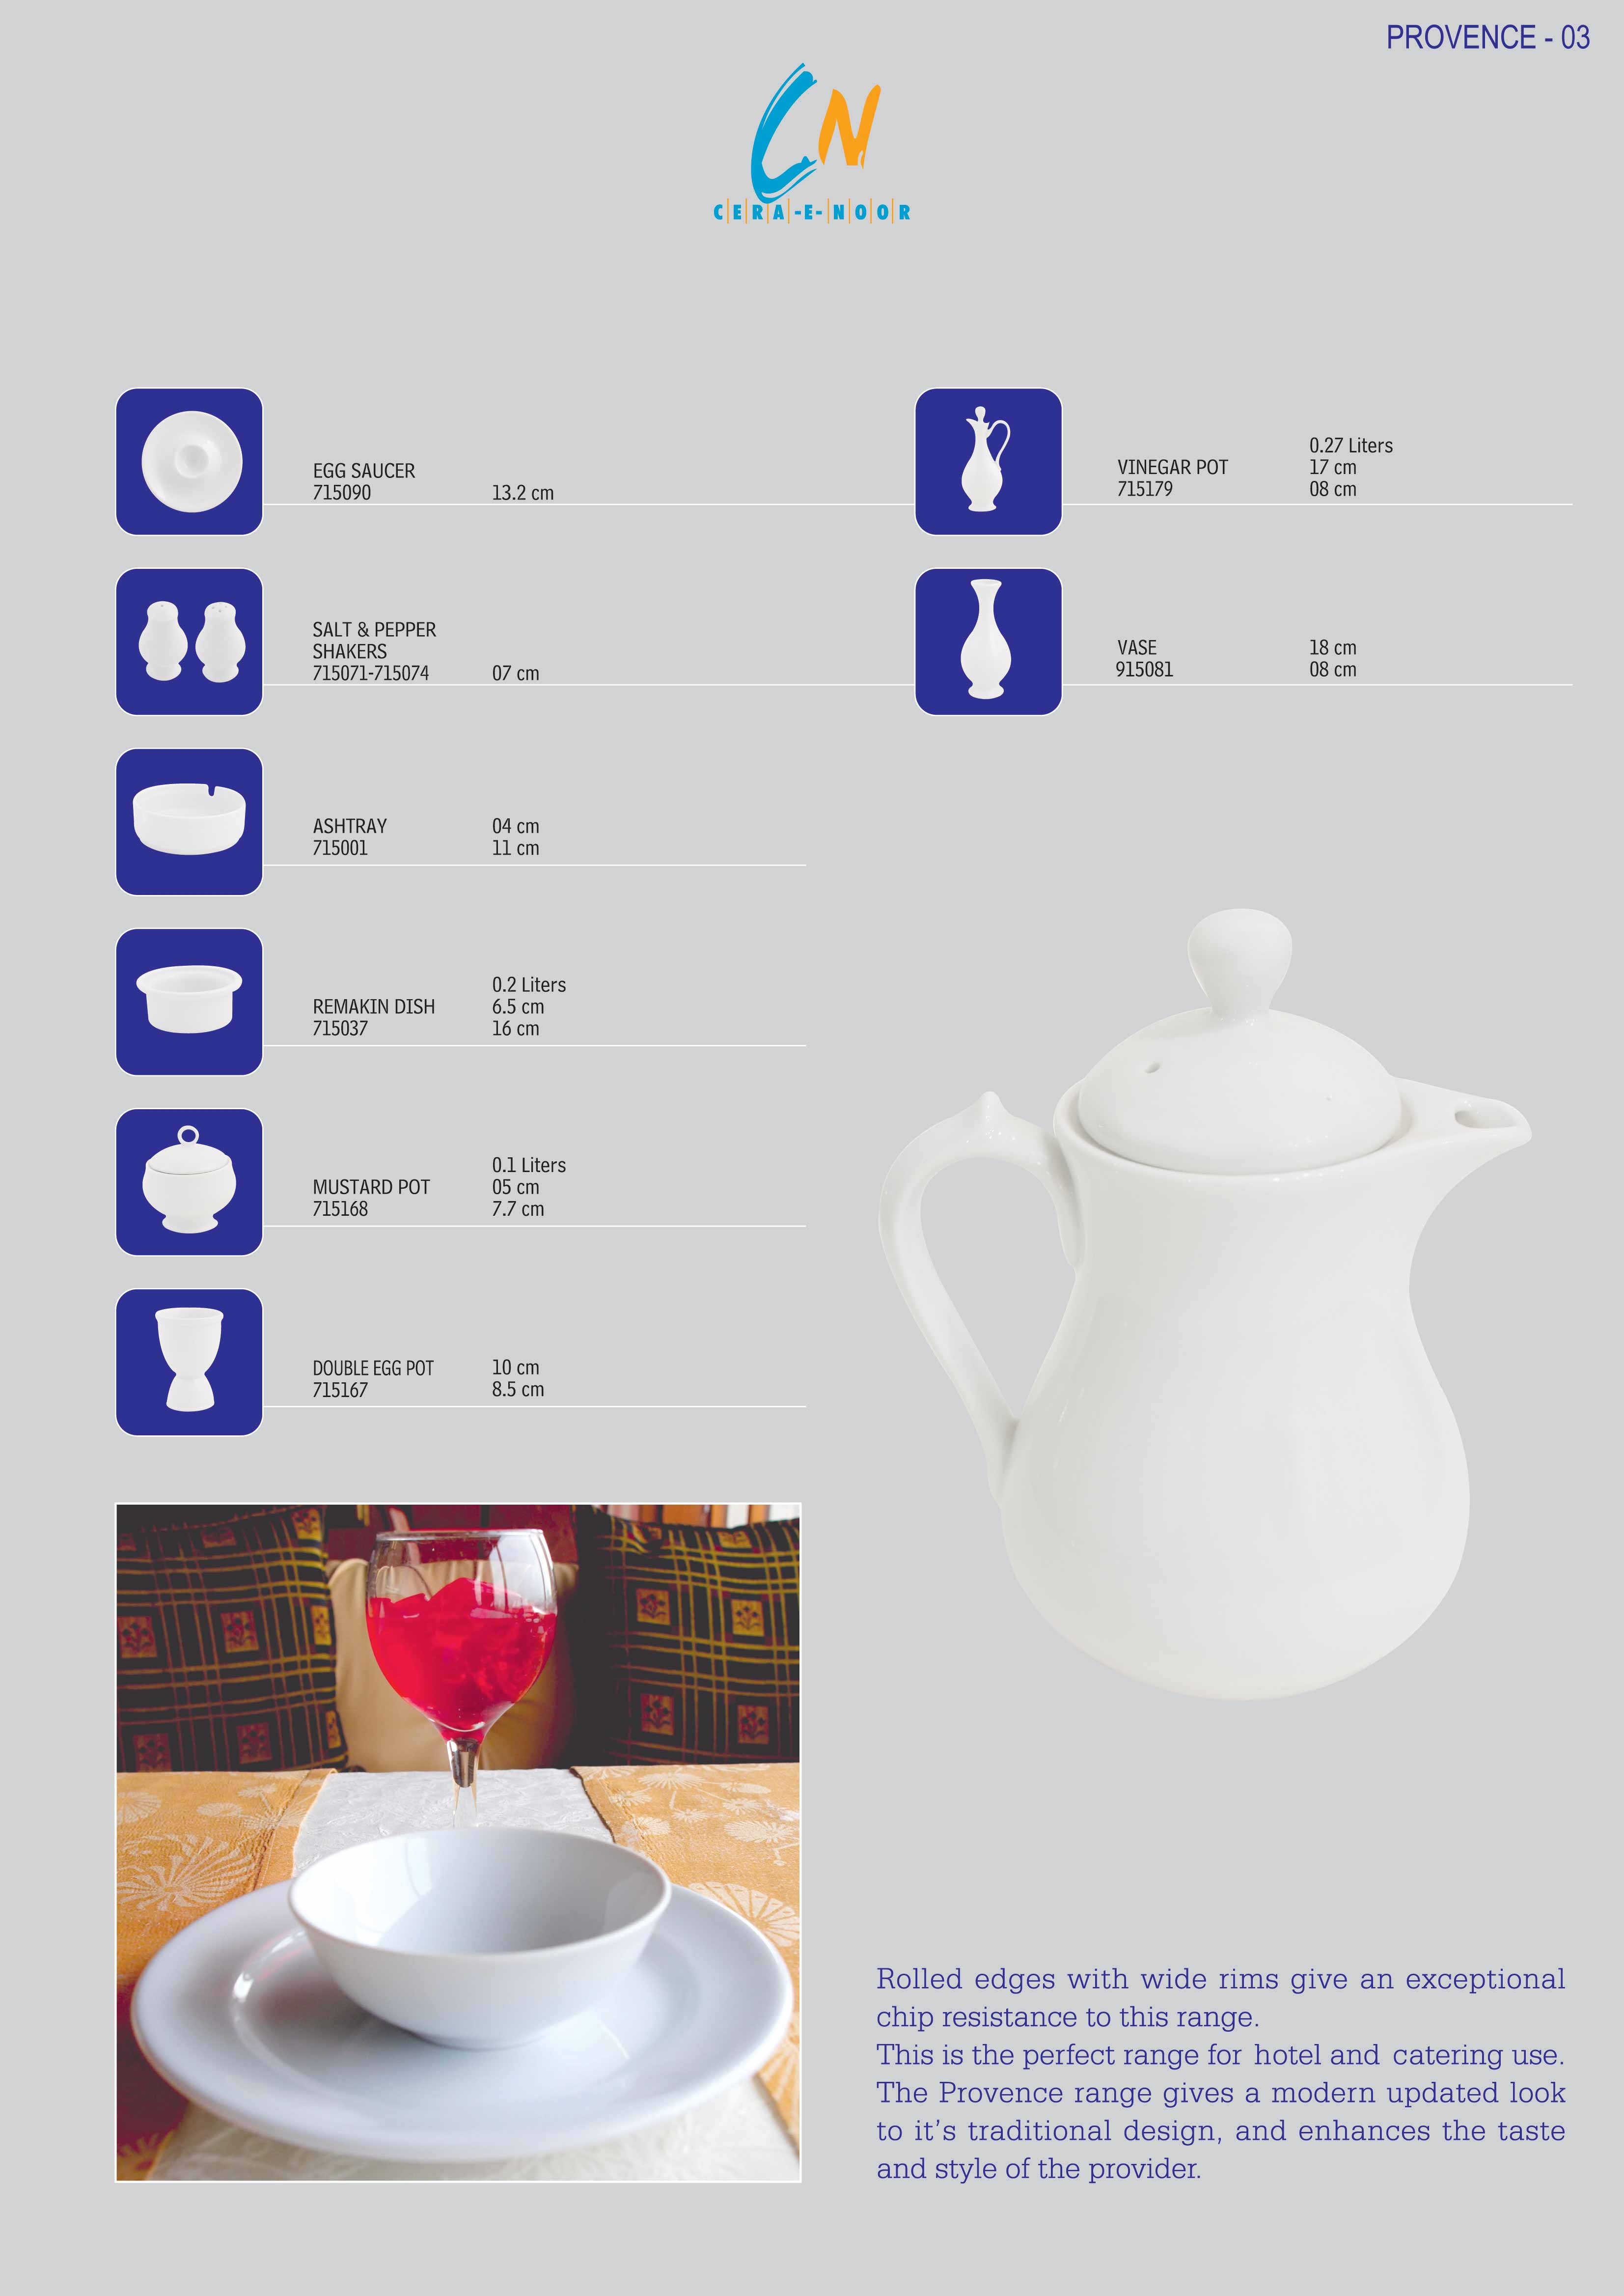 PROVENCE - 03
CN
CERA-E-NOOR
EGG SAUCER
715090 13.2 cm
SALT & PEPPER
SHAKERS
715071-715074 07 cm
ASHTRAY 04 cm
715001 11 cm
0.2 Liters
REMAKIN DISH 6.5 cm
715037 16 cm
0.1 Liters
MUSTARD POT 05 cm
715168 7.7 cm
DOUBLE EGG POT 10 cm
715167 8.5 cm
0.27 Liters
VINEGAR POT 17 cm
715179 08 cm
VASE 18 cm
915081 08 cm
Rolled edges with wide rims give an exceptional
chip resistance to this range.
This is the perfect range for hotel and catering use.
The Provence range gives a modern updated look
to it's traditional design, and enhances the taste
and style of the provider.